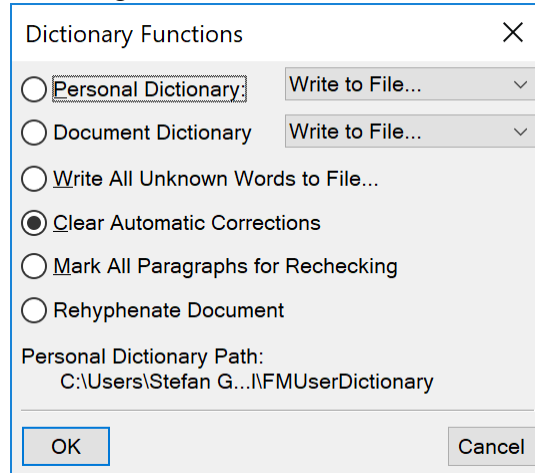 Dictionary Functions
Personal Dictionary: Write to File...
Document Dictionary Write to File...
Write All Unknown Words to File...
Clear Automatic Corrections
Mark All Paragraphs for Rechecking
Rehyphenate Document
Personal Dictionary Path:
C:\Users\Stefan G...I\FMUserDictionary
OK Cancel